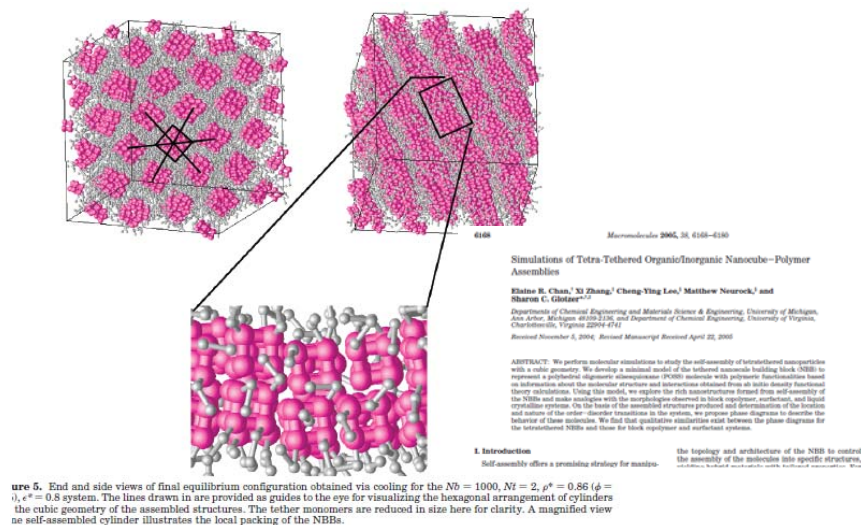 6168
Macromolecules 2005, 38, 6168–6180
Simulations of Tetra-Tethered Organic/Inorganic Nanocube–Polymer
Assemblies
Elaine R. Chan,† Xi Zhang,† Cheng-Ying Lee,‡ Matthew Neurock,‡ and
Sharon C. Glotzer*,†,‡
Departments of Chemical Engineering and Materials Science & Engineering, University of Michigan,
Ann Arbor, Michigan 48109-2136, and Department of Chemical Engineering, University of Virginia,
Charlottesville, Virginia 22904-4741
Received November 5, 2004; Revised Manuscript Received April 22, 2005
ABSTRACT: We perform molecular simulations to study the self-assembly of tetratethered nanoparticles
with a cubic geometry. We develop a minimal model of the tethered nanoscale building block (NBB) to
represent a polyhedral oligomeric silsesquioxane (POSS) molecule with polymeric functionalities based
on information about the molecular structure and interactions obtained from ab initio density functional
theory calculations. Using this model, we explore the rich nanostructures formed from self-assembly of
the NBBs and make analogies with the morphologies observed in block copolymer, surfactant, and liquid
crystalline systems. On the basis of the assembled structures produced and determination of the location
and nature of the order–disorder transitions in the system, we propose phase diagrams to describe the
behavior of these molecules. We find that qualitative similarities exist between the phase diagrams for
the tetratethered NBBs and those for block copolymer and surfactant systems.
I. Introduction
Self-assembly offers a promising strategy for manipu-
the topology and architecture of the NBB to control
the assembly of the molecules into specific structures,
ure 5. End and side views of final equilibrium configuration obtained via cooling for the Nb = 1000, Nt = 2, ρ* = 0.86 (ϕ =
), ϵ* = 0.8 system. The lines drawn in are provided as guides to the eye for visualizing the hexagonal arrangement of cylinders
the cubic geometry of the assembled structures. The tether monomers are reduced in size here for clarity. A magnified view
ne self-assembled cylinder illustrates the local packing of the NBBs.